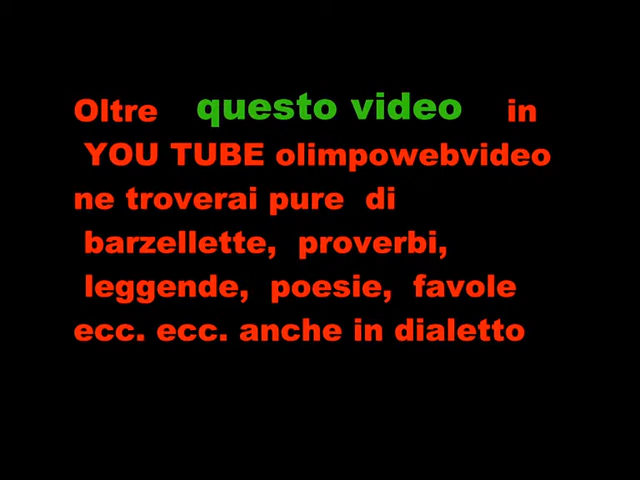 Oltre questo video in
YOU TUBE olimpowebvideo
ne troverai pure di
barzellette, proverbi,
leggende, poesie, favole
ecc. ecc. anche in dialetto